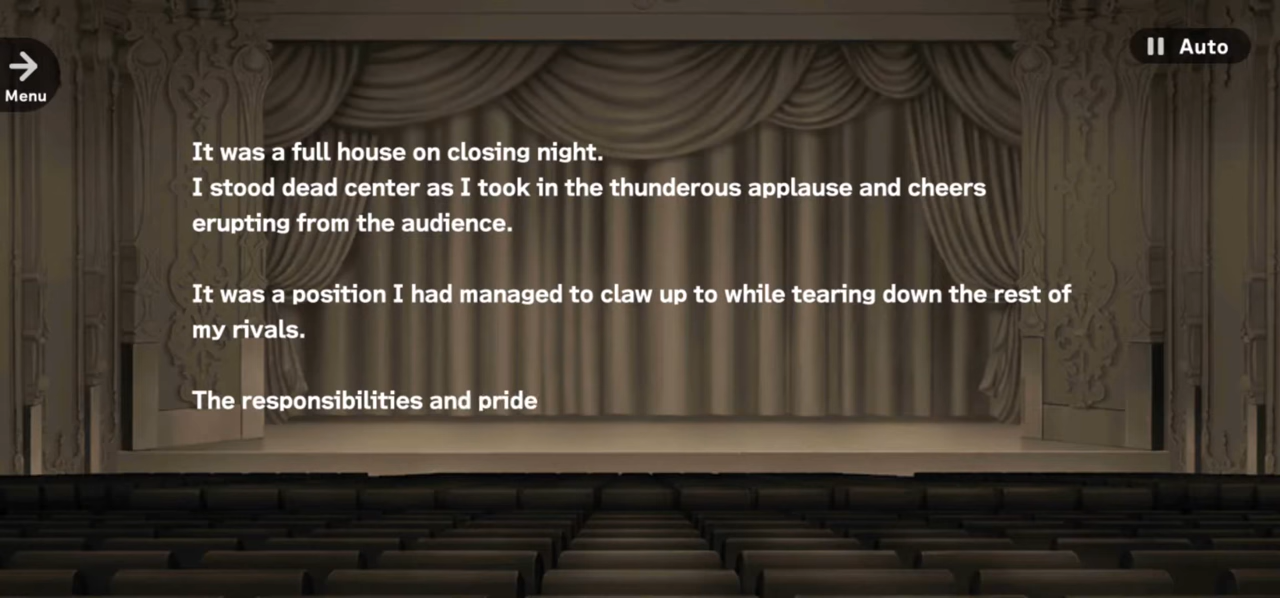 Menu
Auto
It was a full house on closing night.
I stood dead center as I took in the thunderous applause and cheers
erupting from the audience.
It was a position I had managed to claw up to while tearing down the rest of
my rivals.
The responsibilities and pride